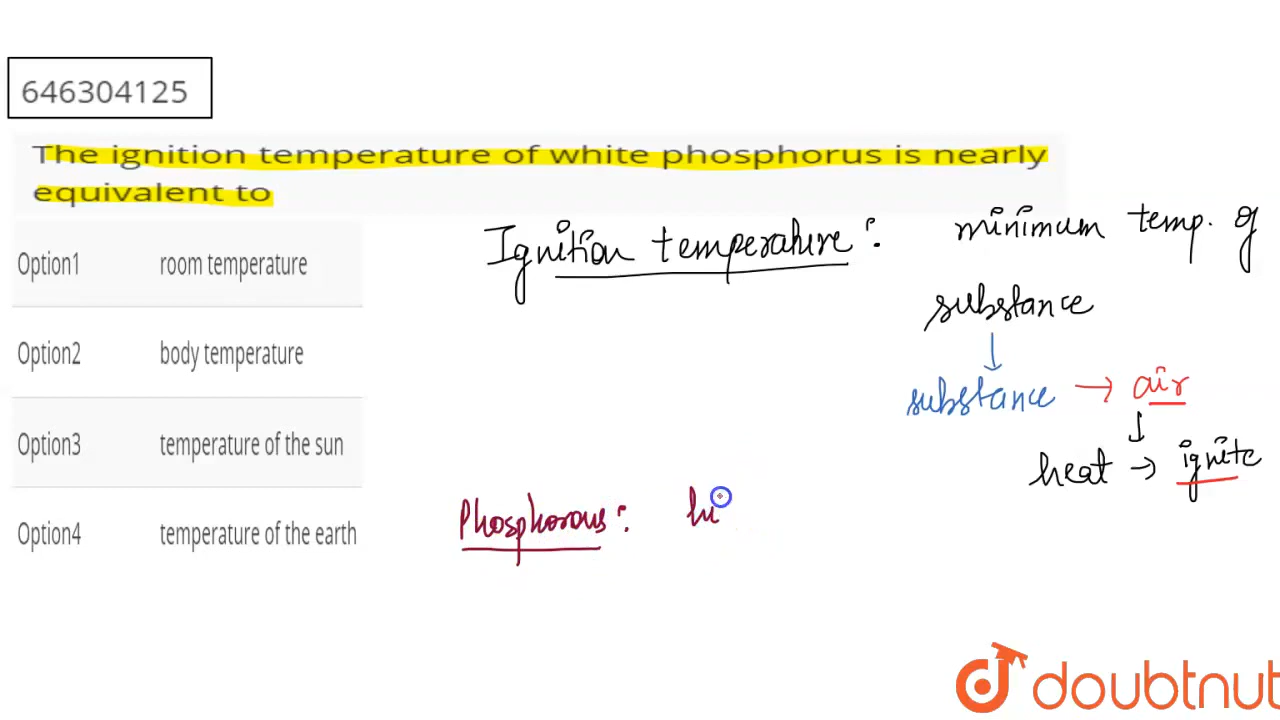 646304125
The ignition temperature of white phosphorus is nearly
equivalent to
Option1 room temperature
Option2 body temperature
Option3 temperature of the sun
Option4 temperature of the earth
Ignition temperature : minimum temp. of
substance
substance → air
heat → ignite
Phosphorous :
doubtnut